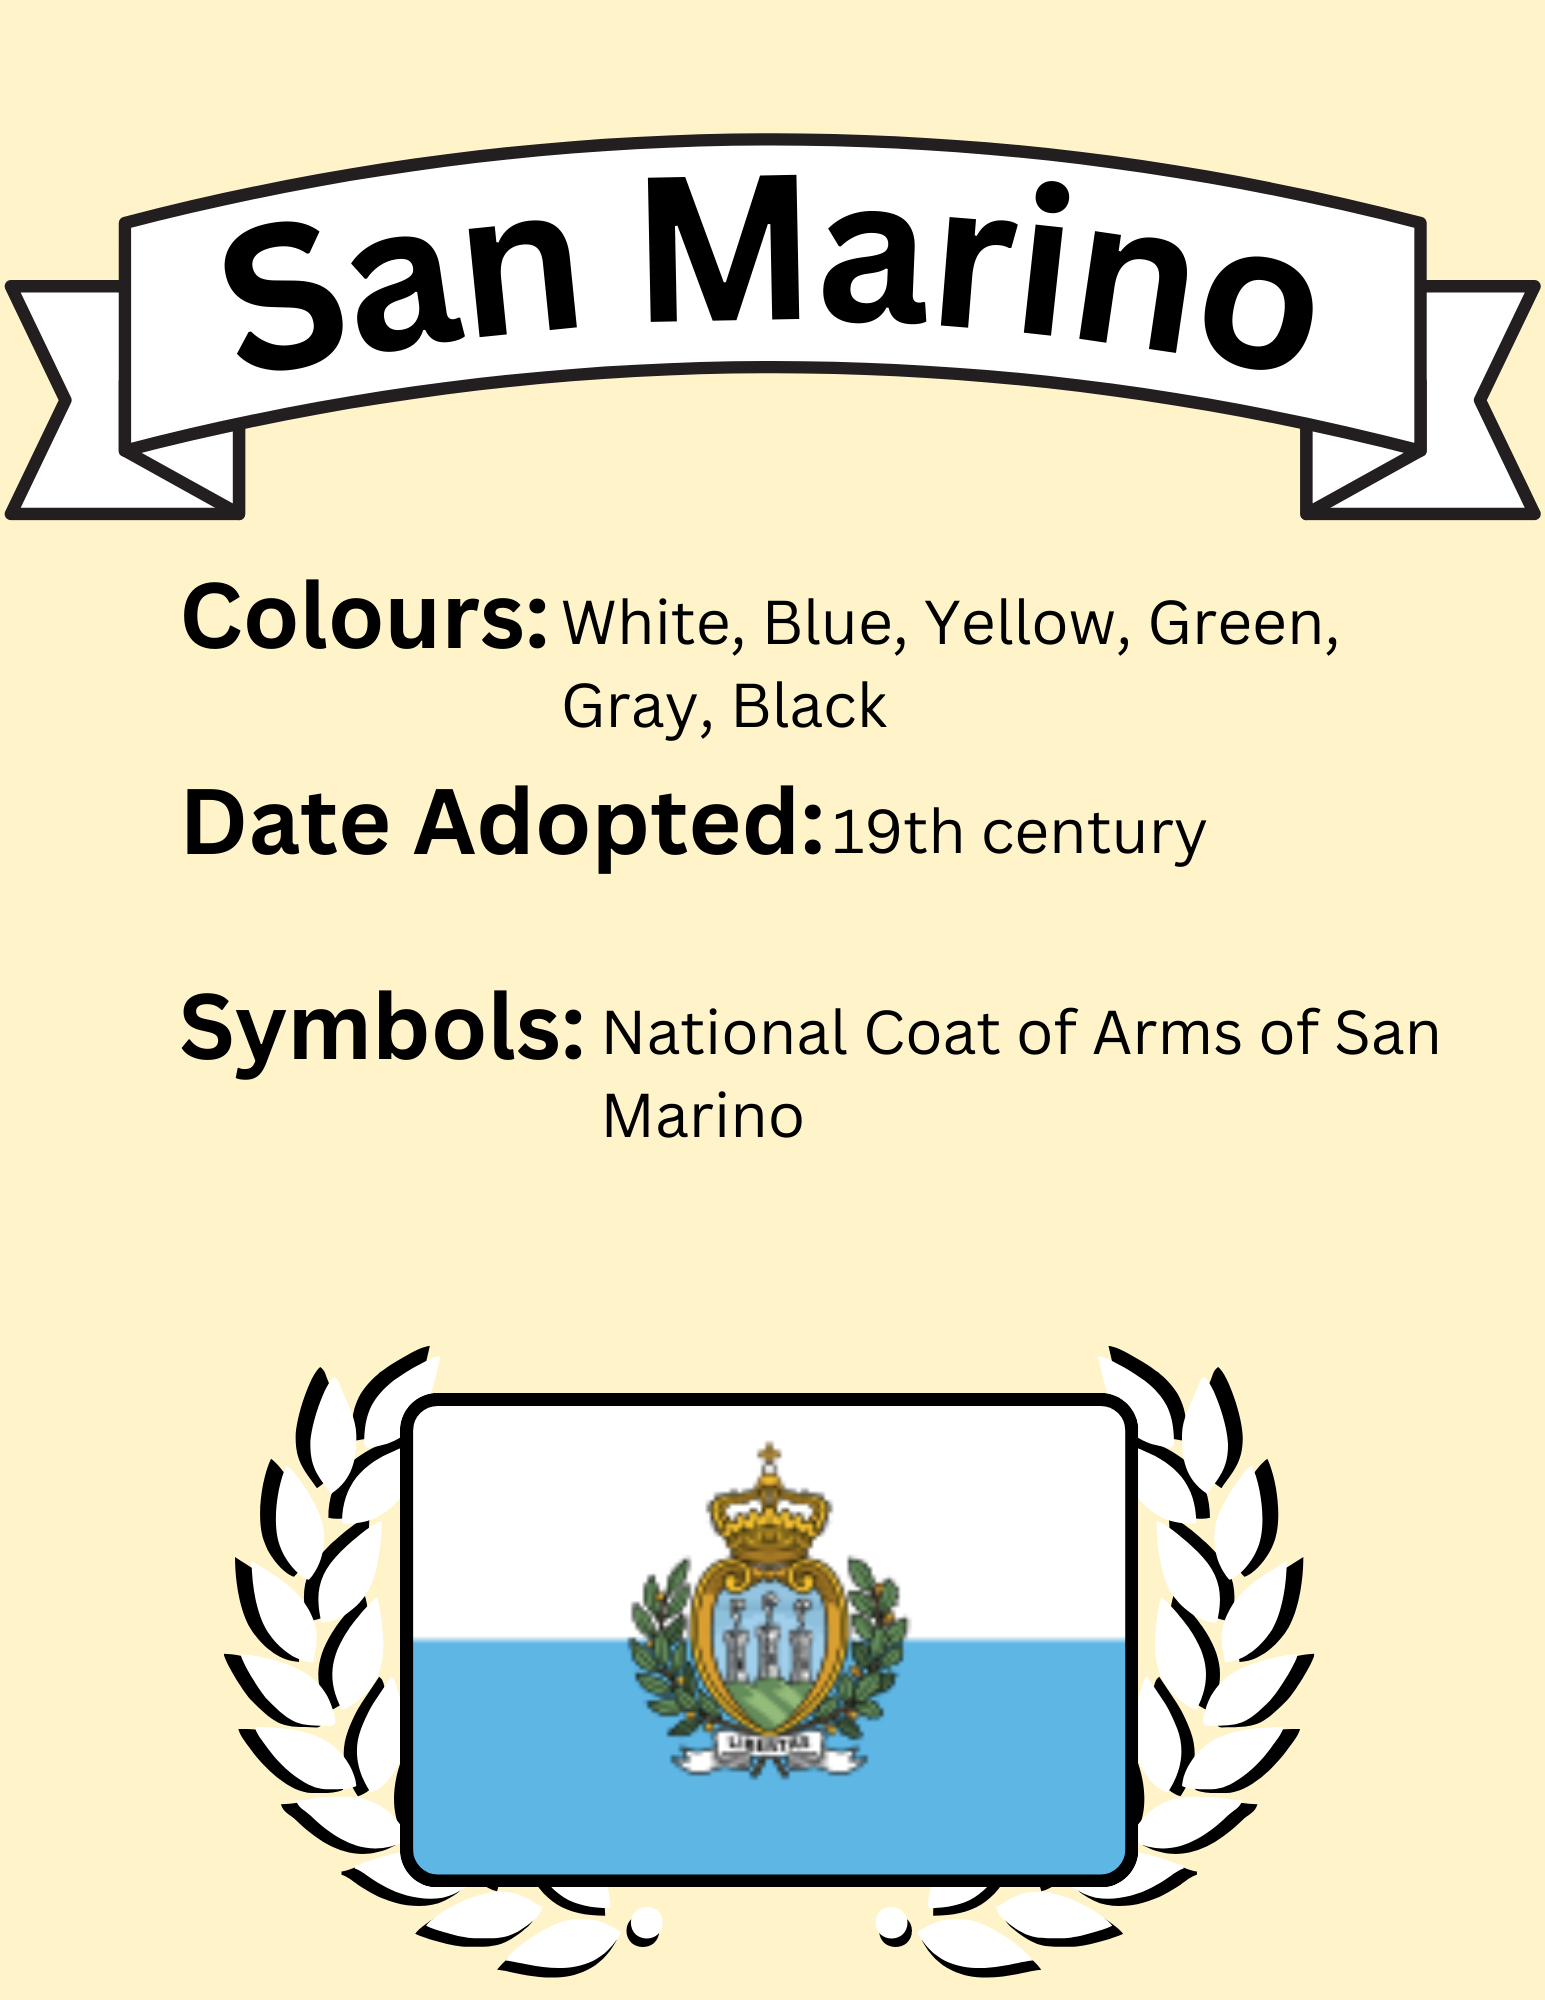 San Marino
Colours: White, Blue, Yellow, Green,
Gray, Black
Date Adopted: 19th century
Symbols: National Coat of Arms of San
Marino
LIBERTAS